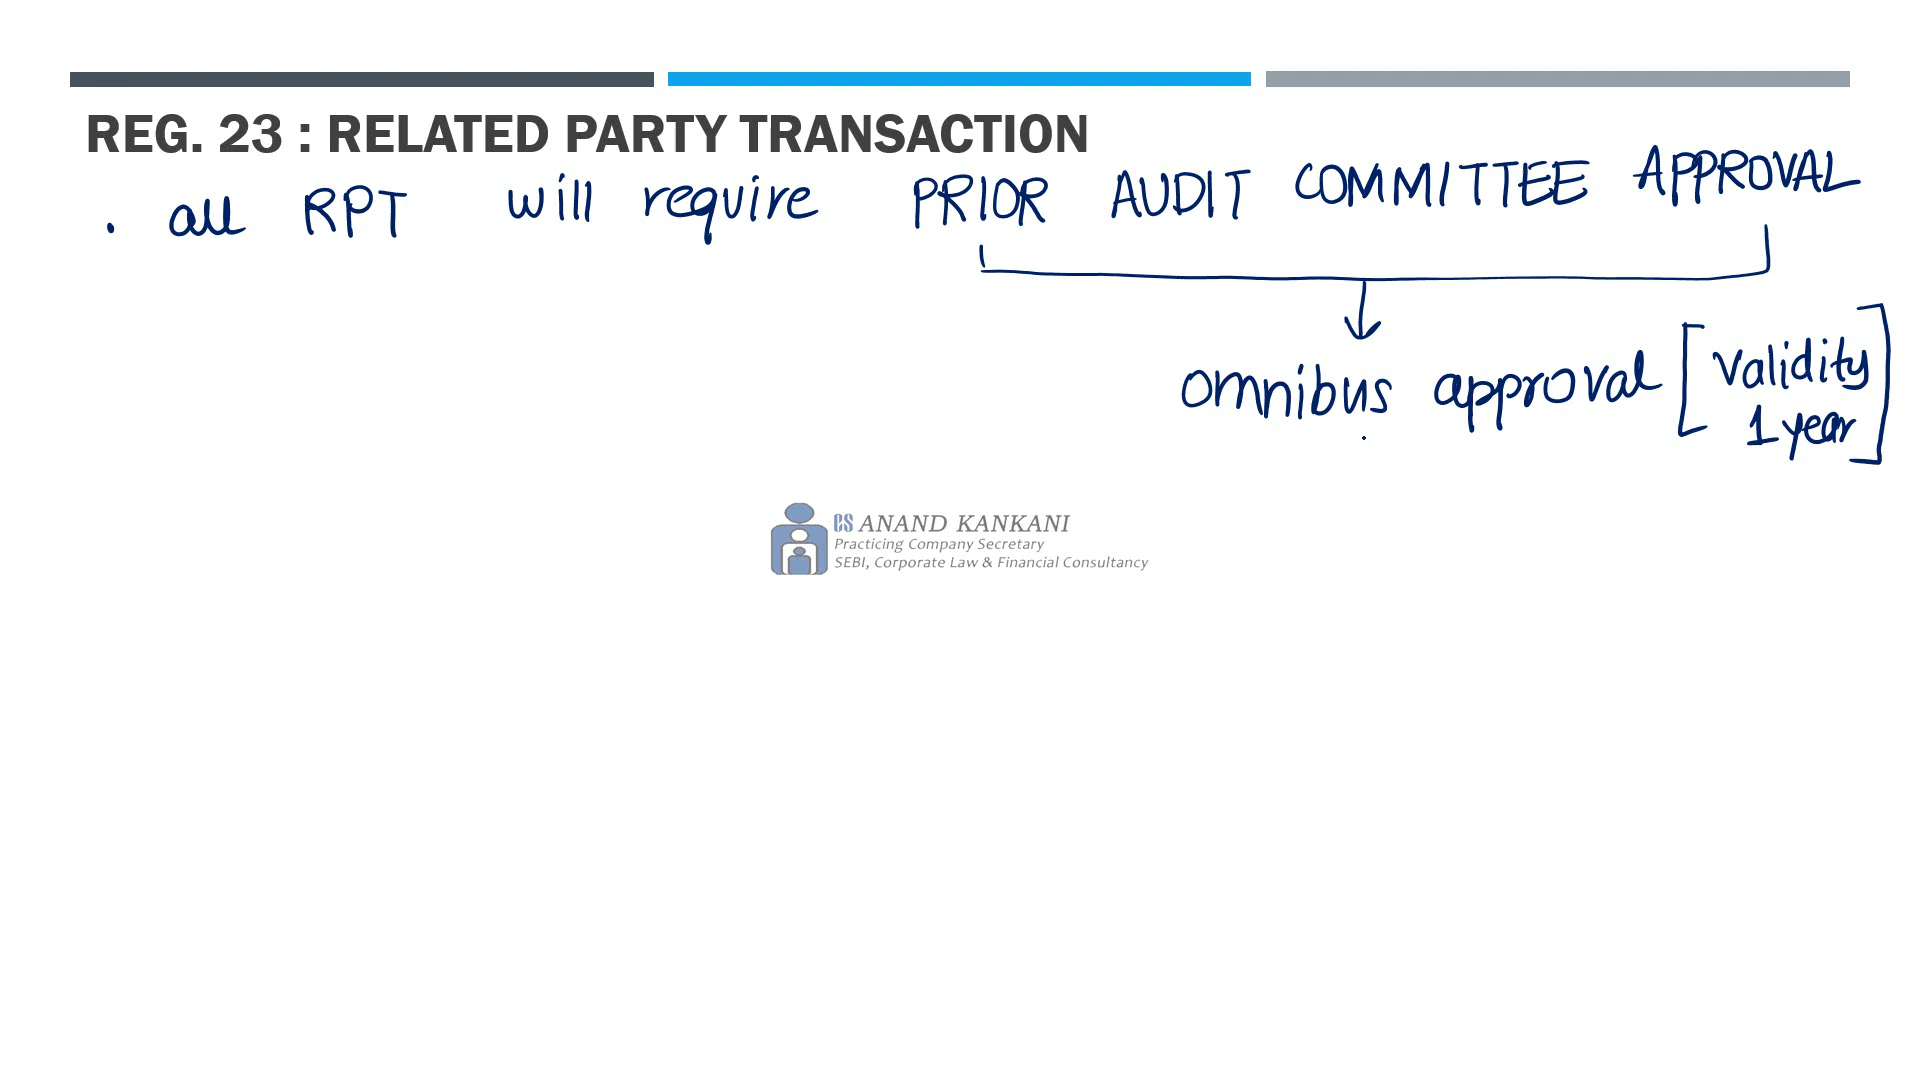 REG. 23 : RELATED PARTY TRANSACTION
. all RPT will require PRIOR AUDIT COMMITTEE APPROVAL
omnibus approval [validity
1 year]
CS ANAND KANKANI
Practicing Company Secretary
SEBI, Corporate Law & Financial Consultancy